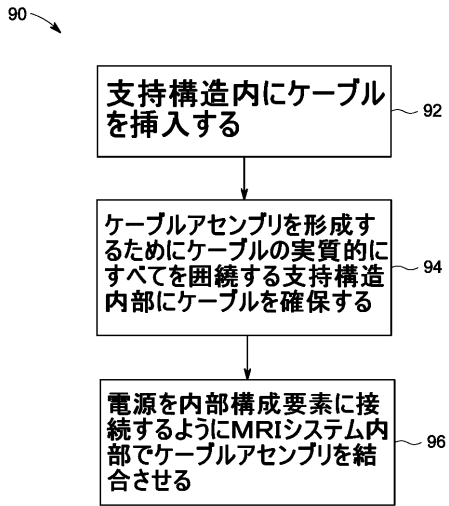 90
支持構造内にケーブル
を挿入する
92
ケーブルアセンブリを形成す
るためにケーブルの実質的に
すべてを囲繞する支持構造
内部にケーブルを確保する
94
電源を内部構成要素に接
続するようにMRIシステム内
部でケーブルアセンブリを結
合させる
96